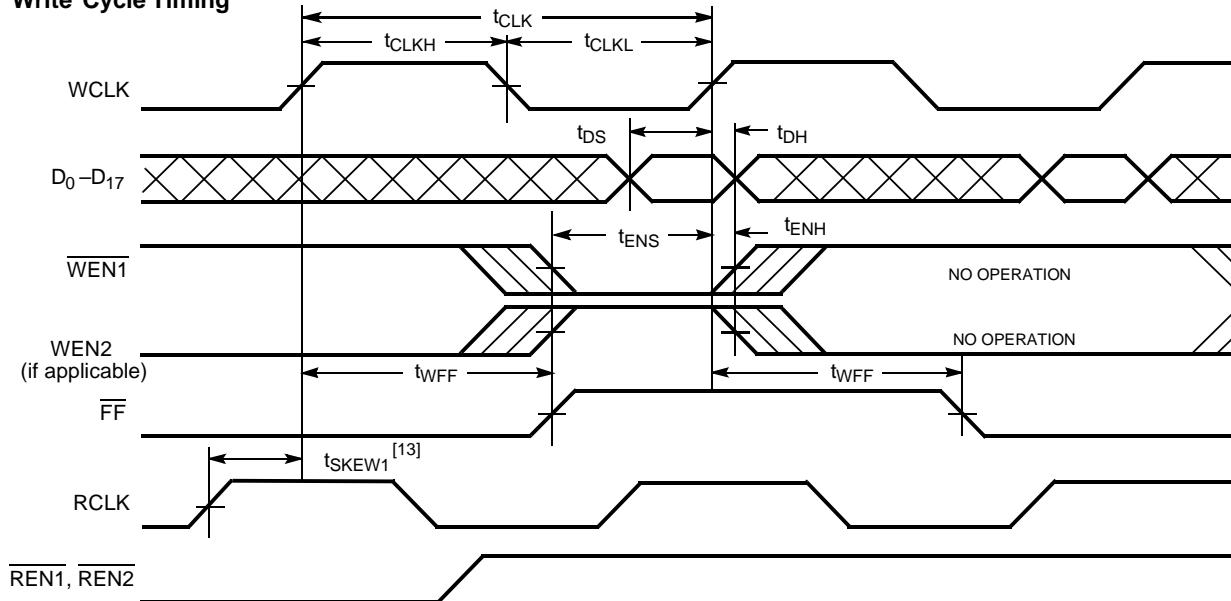 Write Cycle Timing
tCLK
tCLKH
tCLKL
WCLK
tDS
tDH
D0 –D17
tENS
tENH
WEN1
NO OPERATION
WEN2
(if applicable)
NO OPERATION
tWFF
tWFF
FF
tSKEW1 [13]
RCLK
REN1, REN2